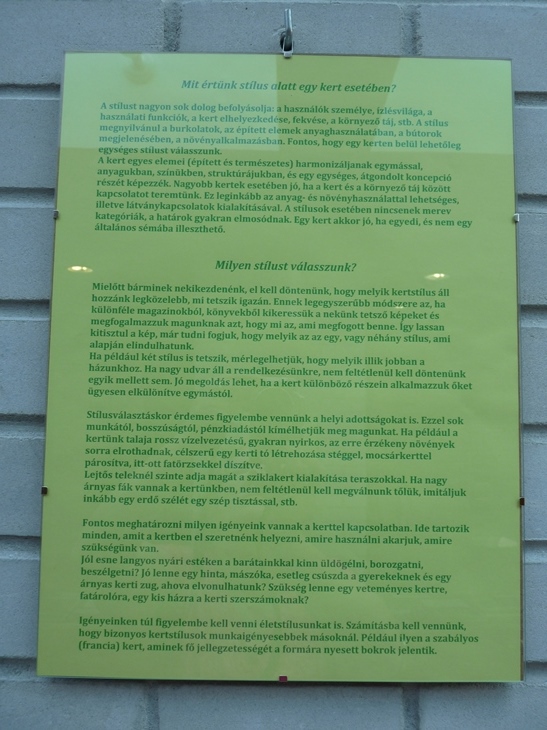 Mit értünk stílus alatt egy kert esetében?
A stílust nagyon sok dolog befolyásolja: a használók személye, ízlésvilága, a
használati funkciók, a kert elhelyezkedése, fekvése, a környező táj, stb. A stílus
megnyilvánul a burkolatok, az épített elemek anyaghasználatában, a bútorok
megjelenésében, a növényalkalmazásban. Fontos, hogy egy kerten belül lehetőleg
egységes stílust válasszunk.
A kert egyes elemei (épített és természetes) harmonizáljanak egymással,
anyagukban, színükben, struktúrájukban, és egy egységes, átgondolt koncepció
részét képezzék. Nagyobb kertek esetében jó, ha a kert és a környező táj között
kapcsolatot teremtünk. Ez leginkább az anyag- és növényhasználattal lehetséges,
illetve látványkapcsolatok kialakításával. A stílusok esetében nincsenek merev
kategóriák, a határok gyakran elmosódnak. Egy kert akkor jó, ha egyedi, és nem egy
általános sémába illeszthető.
Milyen stílust válasszunk?
Mielőtt bárminek nekikezdenénk, el kell döntenünk, hogy melyik kertstílus áll
hozzánk legközelebb, mi tetszik igazán. Ennek legegyszerűbb módszere az, ha
különféle magazinokból, könyvekből kikeressük a nekünk tetsző képeket és
megfogalmazzuk magunknak azt, hogy mi az, ami megfogott benne. Így lassan
kitisztul a kép, már tudni fogjuk, hogy melyik az az egy, vagy néhány stílus, ami
alapján elindulhatunk.
Ha például két stílus is tetszik, mérlegelhetjük, hogy melyik illik jobban a
házunkhoz. Ha nagy udvar áll a rendelkezésünkre, nem feltétlenül kell döntenünk
egyik mellett sem. Jó megoldás lehet, ha a kert különböző részein alkalmazzuk őket
ügyesen elkülönítve egymástól.
Stílusválasztáskor érdemes figyelembe vennünk a helyi adottságokat is. Ezzel sok
munkától, bosszúságtól, pénzkiadástól kímélhetjük meg magunkat. Ha például a
kertünk talaja rossz vízelvezetésű, gyakran nyirkos, az erre érzékeny növények
sorra elrothadnak, célszerű egy kerti tó létrehozása stéggel, mocsárkerttel
párosítva, itt-ott fatörzsekkel díszítve.
Lejtős teleknél szinte adja magát a sziklakert kialakítása teraszokkal. Ha nagy
árnyas fák vannak a kertünkben, nem feltétlenül kell megválnunk tőlük, imitáljuk
inkább egy erdő szélét egy szép tisztással, stb.
Fontos meghatározni milyen igényeink vannak a kerttel kapcsolatban. Ide tartozik
minden, amit a kertben el szeretnénk helyezni, amire használni akarjuk, amire
szükségünk van.
Jól esne langyos nyári estéken a barátainkkal kinn üldögélni, borozgatni,
beszélgetni? Jó lenne egy hinta, mászóka, esetleg csúszda a gyerekeknek és egy
árnyas kerti zug, ahova elvonulhatunk? Szükség lenne egy veteményes kertre,
fatárolóra, egy kis házra a kerti szerszámoknak?
Igényeinken túl figyelembe kell venni életstílusunkat is. Számításba kell vennünk,
hogy bizonyos kertstílusok munkaigényesebbek másoknál. Például ilyen a szabályos
(francia) kert, aminek fő jellegzetességét a formára nyesett bokrok jelentik.